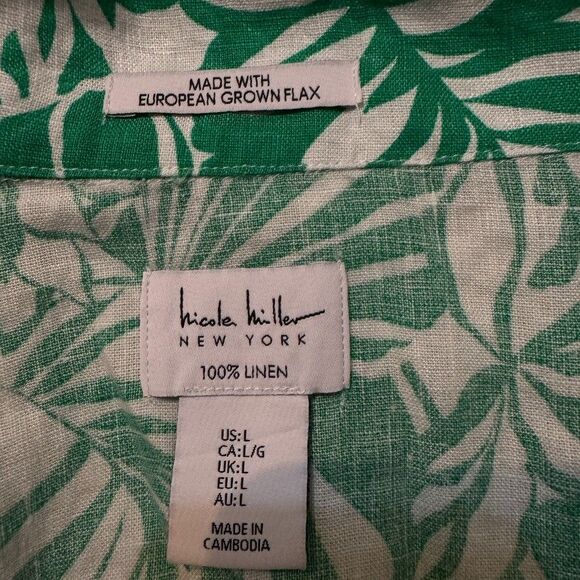 MADE WITH
EUROPEAN GROWN FLAX
Nicole Miller
NEW YORK
100% LINEN
US:L
CA:L/G
UK:L
EU:L
AU:L
MADE IN
CAMBODIA